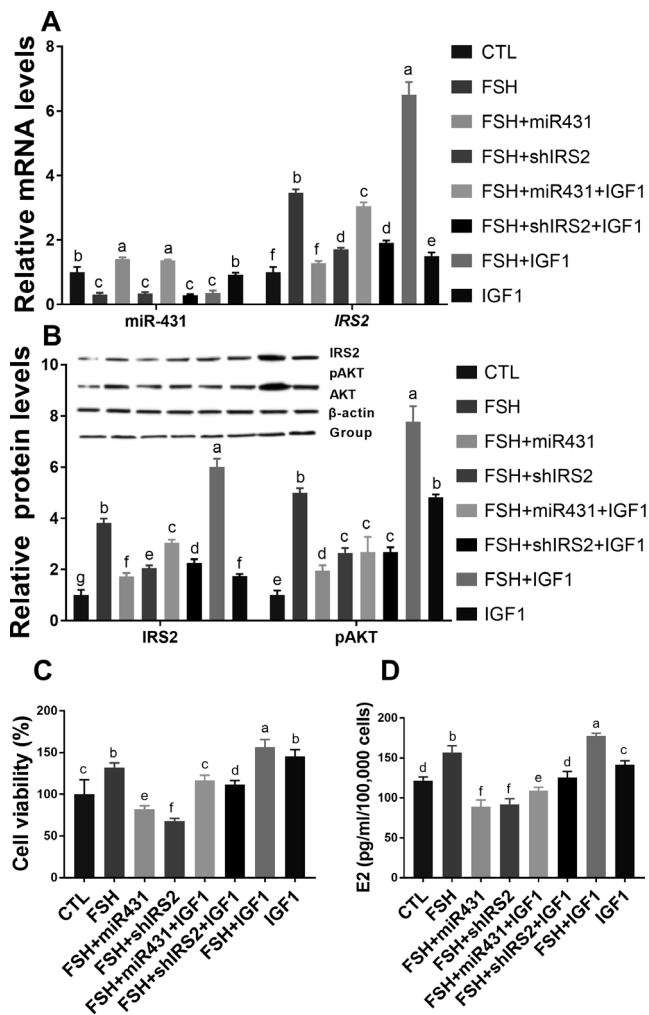 A
Relative mRNA levels
8
6
4
2
0
b
c
a
c
a
c
c
b
f
b
f
d
c
d
a
e
miR-431
IRS2
CTL
FSH
FSH+miR431
FSH+shIRS2
FSH+miR431+IGF1
FSH+shIRS2+IGF1
FSH+IGF1
IGF1
B
Relative protein levels
10
8
6
4
2
0
IRS2
pAKT
AKT
β-actin
Group
g
b
f
e
c
d
a
f
e
b
d
c
c
c
a
b
IRS2
pAKT
CTL
FSH
FSH+miR431
FSH+shIRS2
FSH+miR431+IGF1
FSH+shIRS2+IGF1
FSH+IGF1
IGF1
C
Cell viability (%)
200
150
100
50
0
c
b
e
f
c
d
a
b
CTL
FSH
FSH+miR431
FSH+shIRS2
FSH+miR431+IGF1
FSH+shIRS2+IGF1
FSH+IGF1
IGF1
D
E2 (pg/ml/100,000 cells)
200
150
100
50
0
d
b
f
f
e
d
a
c
CTL
FSH
FSH+miR431
FSH+shIRS2
FSH+miR431+IGF1
FSH+shIRS2+IGF1
FSH+IGF1
IGF1